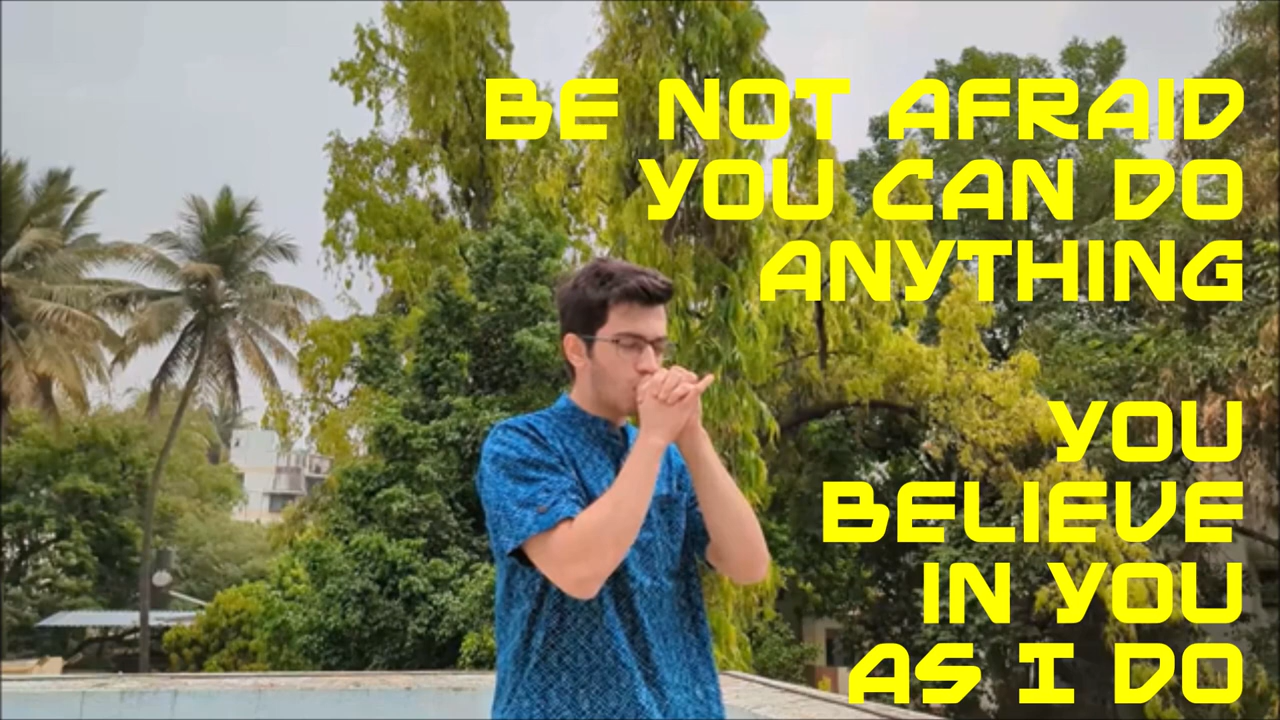 BE NOT AFRAID
YOU CAN DO
ANYTHING
YOU
BELIEVE
IN YOU
AS I DO